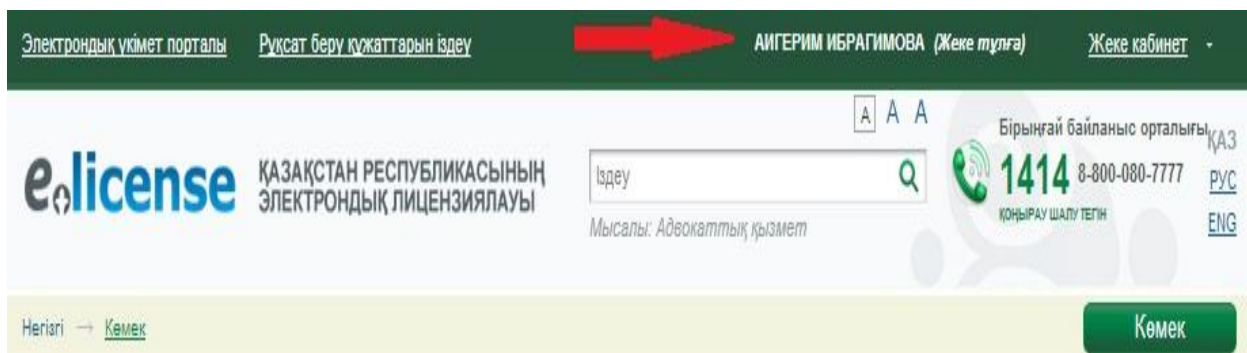 Электрондық үкімет порталы Рұқсат беру құжаттарын іздеу АИГЕРИМ ИБРАГИМОВА (Жеке тұлға) Жеке кабинет
A A A
Бірыңғай байланыс орталығы
ҚАЗ
e.license ҚАЗАҚСТАН РЕСПУБЛИКАСЫНЫҢ
ЭЛЕКТРОНДЫҚ ЛИЦЕНЗИЯЛАУЫ
Іздеу
1414 8-800-080-7777
РУС
ҚОҢЫРАУ ШАЛУ ТЕГІН
Мысалы: Адвокаттық қызмет
ENG
Негізгі → Көмек
Көмек